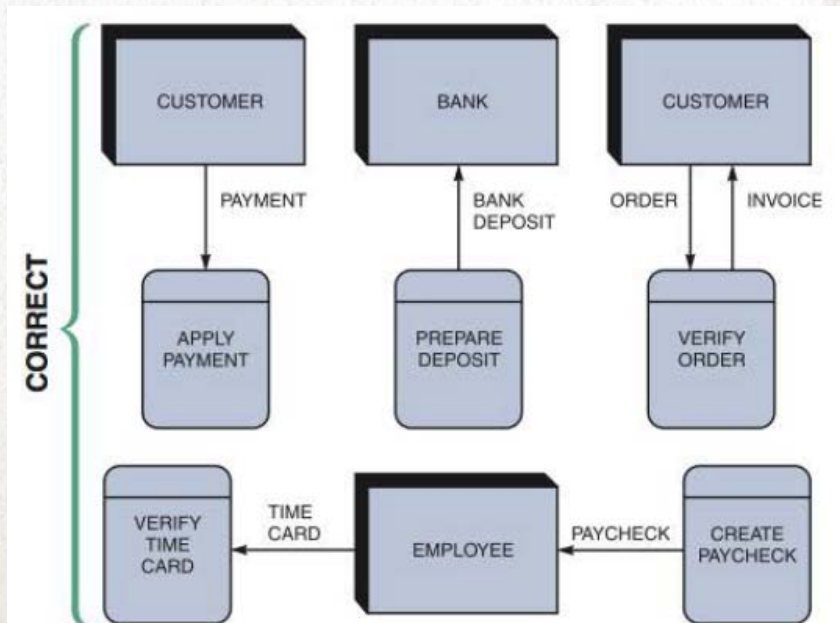 CORRECT
CUSTOMER
BANK
CUSTOMER
PAYMENT
BANK
DEPOSIT
ORDER
INVOICE
APPLY
PAYMENT
PREPARE
DEPOSIT
VERIFY
ORDER
VERIFY
TIME
CARD
TIME
CARD
EMPLOYEE
PAYCHECK
CREATE
PAYCHECK